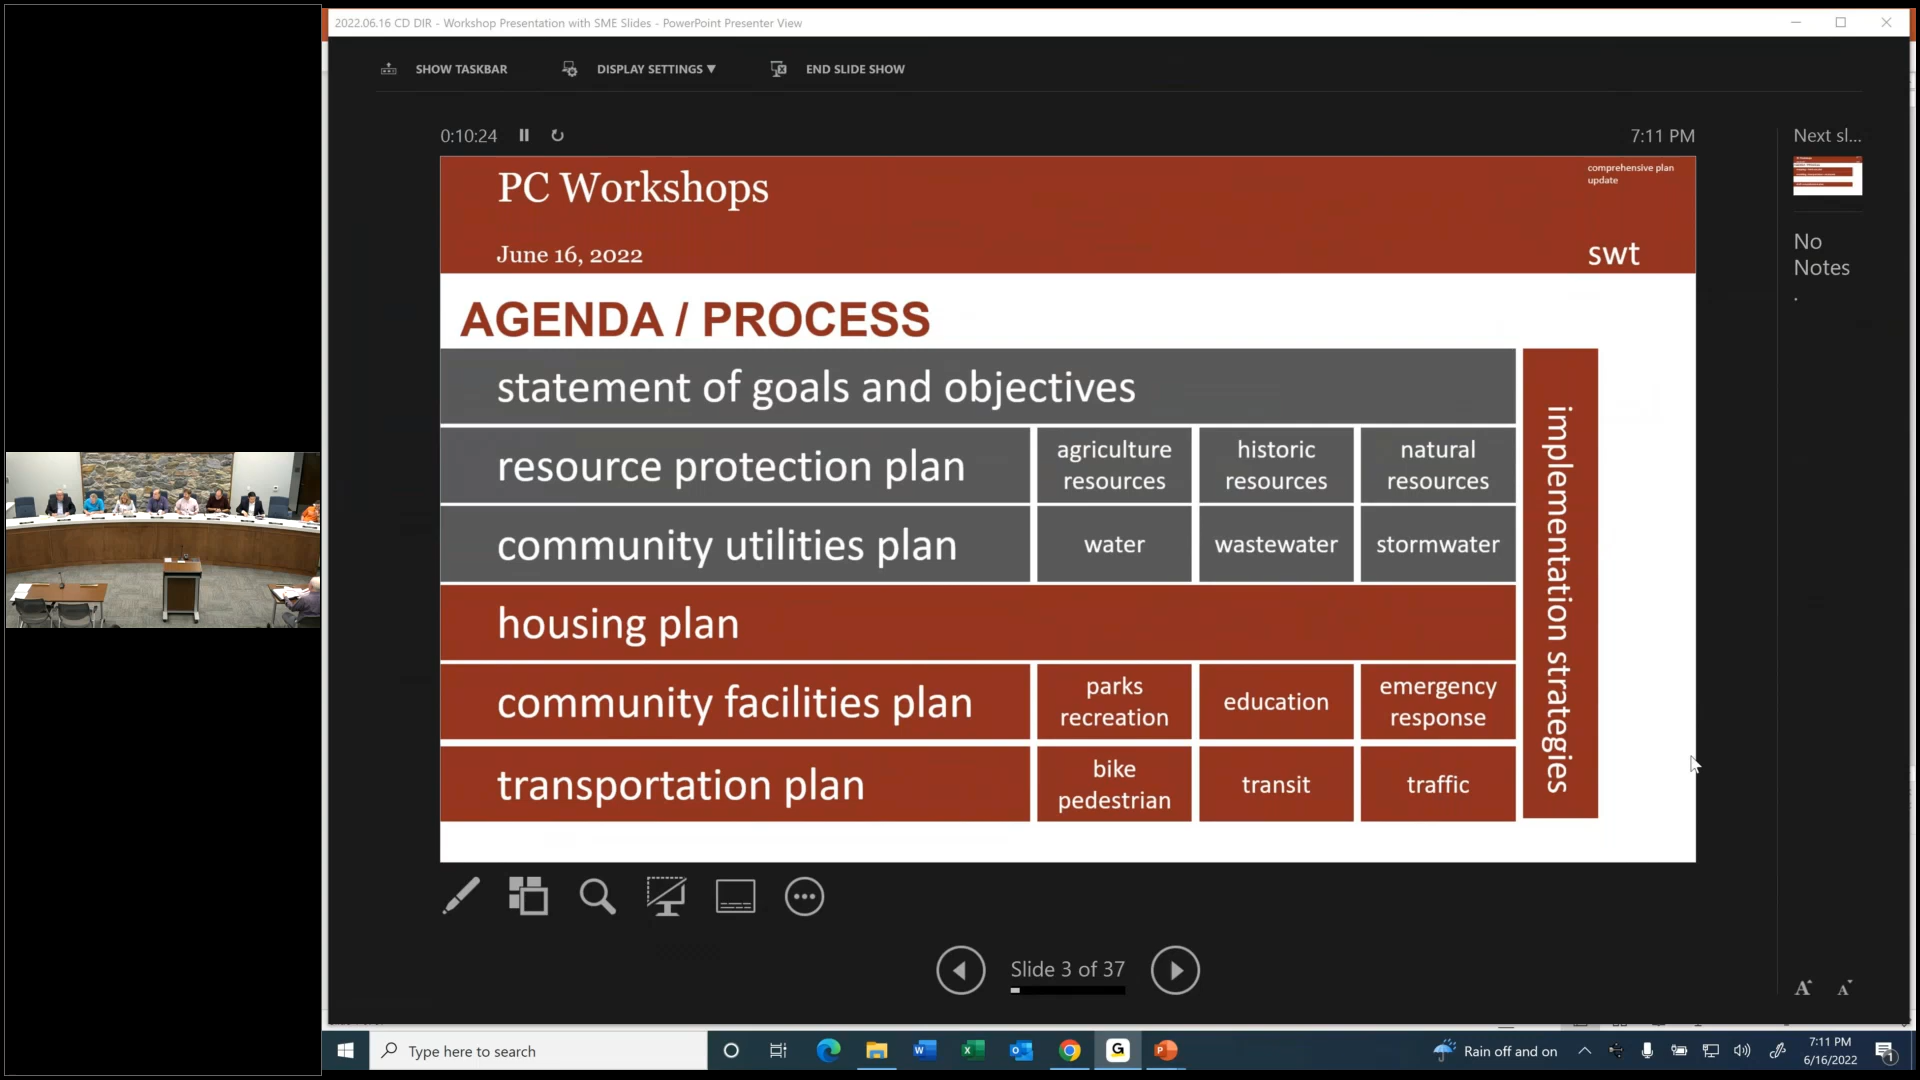 2022.06.16 CD DIR - Workshop Presentation with SME Slides - PowerPoint Presenter View
SHOW TASKBAR
DISPLAY SETTINGS ▼
END SLIDE SHOW
0:10:24
7:11 PM
Next sl...
PC Workshops
comprehensive plan
update
June 16, 2022
swt
No
Notes
.
AGENDA / PROCESS
statement of goals and objectives
resource protection plan
agriculture
resources
historic
resources
natural
resources
community utilities plan
water
wastewater
stormwater
housing plan
community facilities plan
parks
recreation
education
emergency
response
transportation plan
bike
pedestrian
transit
traffic
implementation strategies
Slide 3 of 37
Type here to search
Rain off and on
7:11 PM
6/16/2022
1